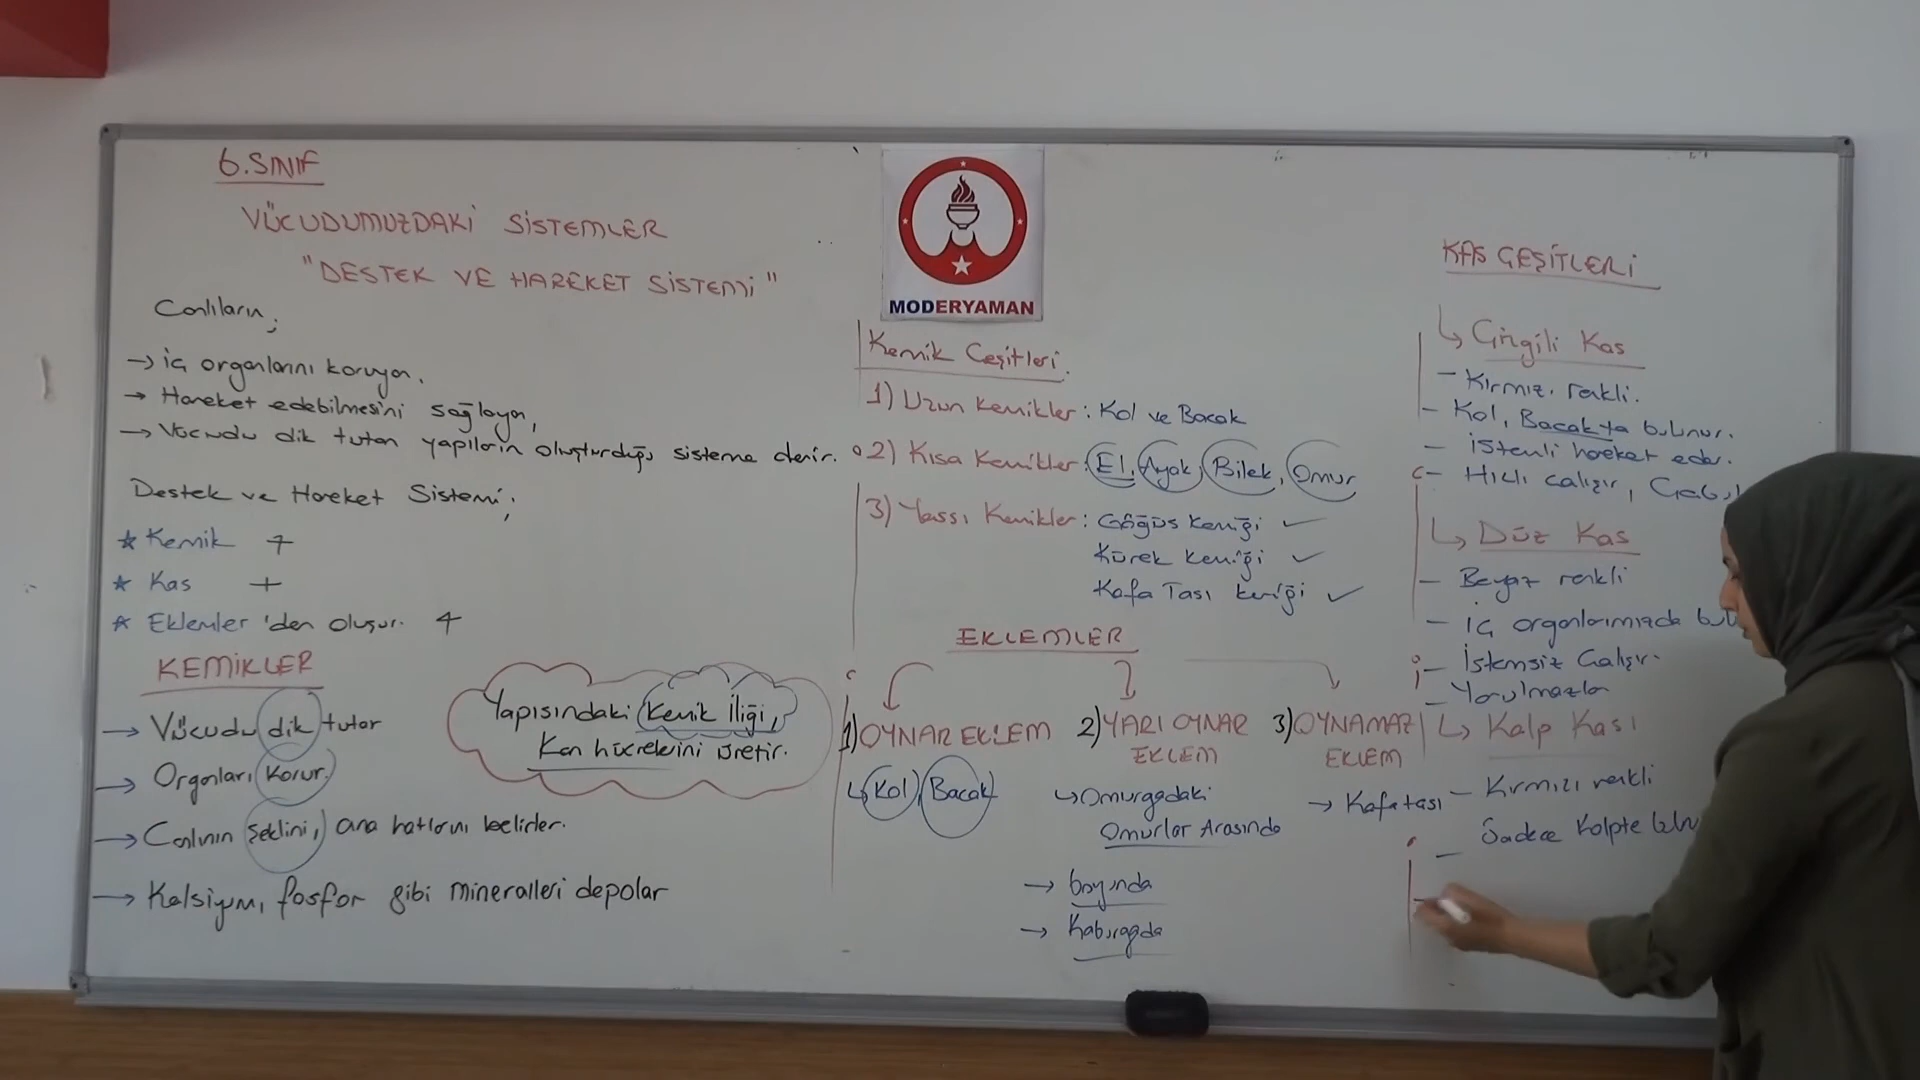 6.SINIF
VÜCUDUMUZDAKİ SİSTEMLER
"DESTEK VE HAREKET SİSTEMİ"
Canlıların;
→ iç organlarını koruyan,
→ Hareket edebilmesini sağlayan,
→ Vücudu dik tutan yapıların oluşturduğu sisteme denir.
Destek ve Hareket Sistemi;
* Kemik +
* Kas +
* Eklemler 'den oluşur. +
KEMİKLER
→ Vücudu dik tutar
→ Organları Korur.
→ Canlının şeklini, ana hatlarını belirler.
→ Kalsiyum, fosfor gibi mineralleri depolar
Yapısındaki Kemik İliği,
Kan hücrelerini üretir.
MODERYAMAN
Kemik Çeşitleri.
1) Uzun Kemikler: Kol ve Bacak
2) Kısa Kemikler: El, Ayak, Bilek, Omur
3) Yassı Kemikler: Göğüs kemiği ✓
Kürek kemiği ✓
Kafa Tası kemiği ✓
EKLEMLER
1) OYNAR EKLEM
↳ Kol, Bacak
2) YARI OYNAR
EKLEM
↳ Omurgadaki
Omurlar Arasında
→ boyunda
→ Kaburgada
3) OYNAMAZ
EKLEM
→ Kafatası
KAS ÇEŞİTLERİ
↳ Çizgili Kas
- Kırmızı renkli.
- Kol, Bacakta bulunur.
- istemli hareket eder.
- Hızlı çalışır,
↳ Düz Kas
- Beyaz renkli
- iç organlarımızda
- İstemsiz Çalışır.
- Yorulmazlar
↳ Kalp Kası
- Kırmızı renkli
- Sadece Kalpte
-